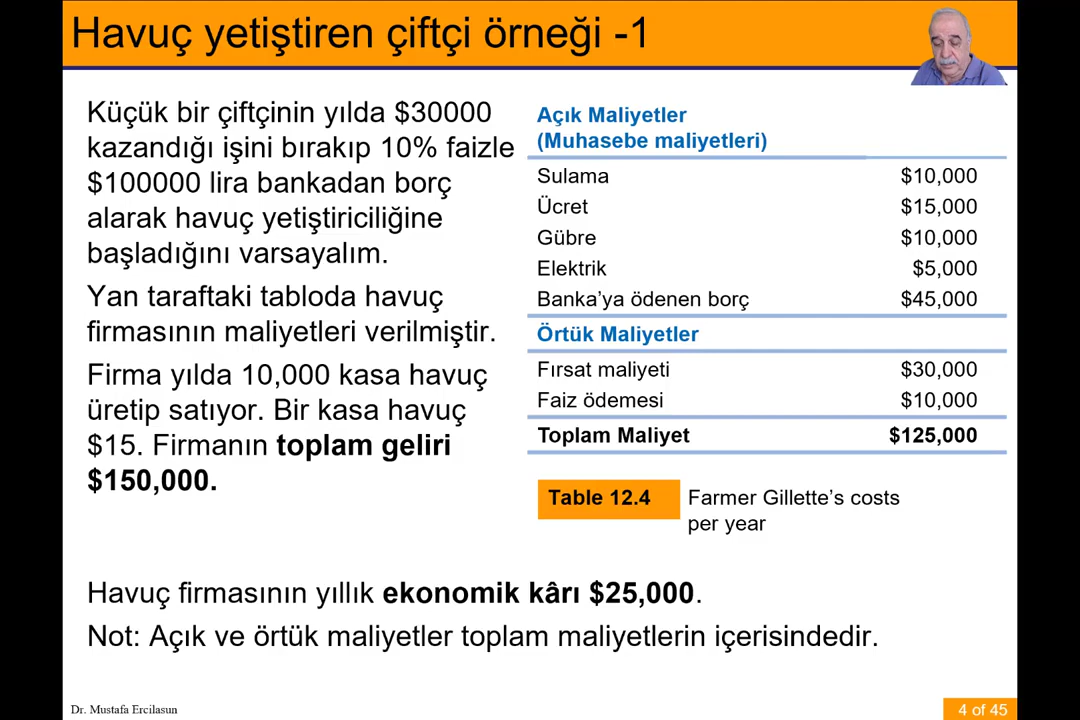 Havuç yetiştiren çiftçi örneği -1
Küçük bir çiftçinin yılda $30000
kazandığı işini bırakıp 10% faizle
$100000 lira bankadan borç
alarak havuç yetiştiriciliğine
başladığını varsayalım.
Yan taraftaki tabloda havuç
firmasının maliyetleri verilmiştir.
Firma yılda 10,000 kasa havuç
üretip satıyor. Bir kasa havuç
$15. Firmanın toplam geliri
$150,000.
Açık Maliyetler
(Muhasebe maliyetleri)
Sulama $10,000
Ücret $15,000
Gübre $10,000
Elektrik $5,000
Banka’ya ödenen borç $45,000
Örtük Maliyetler
Fırsat maliyeti $30,000
Faiz ödemesi $10,000
Toplam Maliyet $125,000
Table 12.4 Farmer Gillette’s costs
per year
Havuç firmasının yıllık ekonomik kârı $25,000.
Not: Açık ve örtük maliyetler toplam maliyetlerin içerisindedir.
Dr. Mustafa Ercilasun
4 of 45